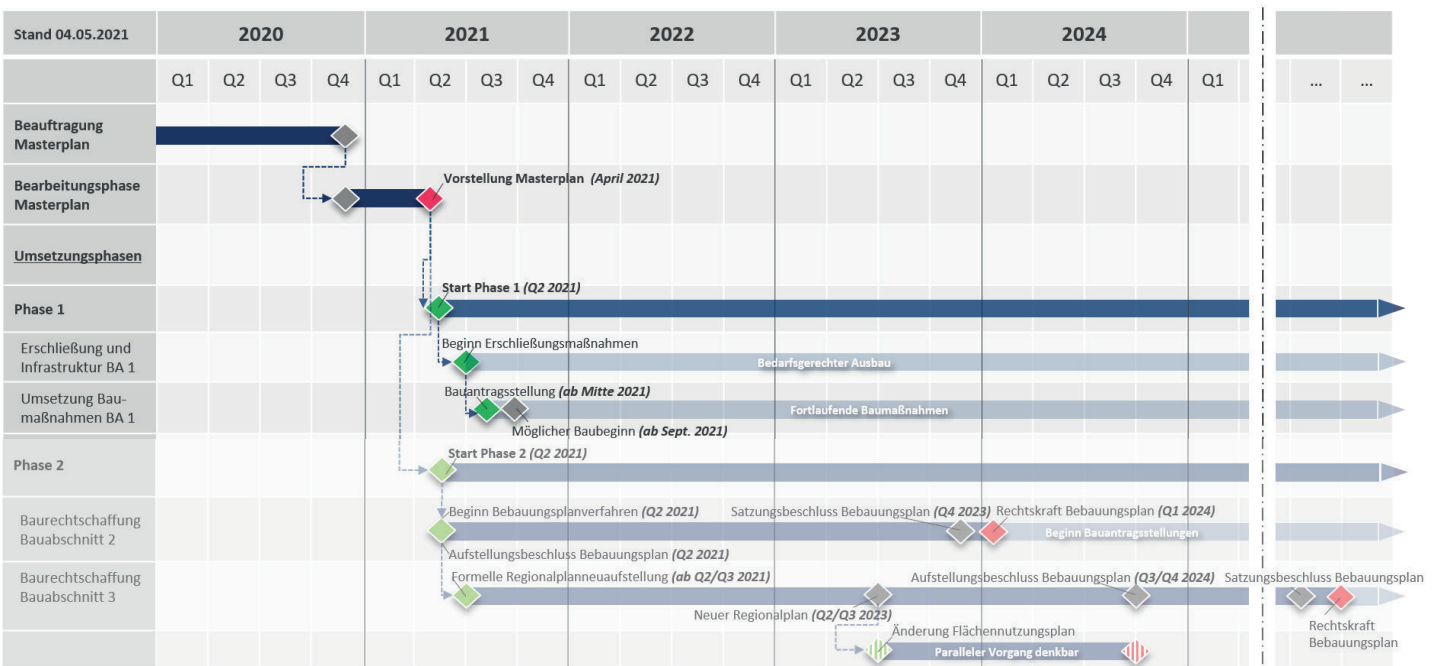 Stand 04.05.2021
2020
2021
2022
2023
2024
Q1 Q2 Q3 Q4 Q1 Q2 Q3 Q4 Q1 Q2 Q3 Q4 Q1 Q2 Q3 Q4 Q1 Q2 Q3 Q4 Q1 ... ...
Beauftragung
Masterplan
Bearbeitungsphase
Masterplan
Vorstellung Masterplan (April 2021)
Umsetzungsphasen
Phase 1
Start Phase 1 (Q2 2021)
Erschließung und
Infrastruktur BA 1
Beginn Erschließungsmaßnahmen
Bedarfsgerechter Ausbau
Umsetzung Bau-
maßnahmen BA 1
Bauantragsstellung (ab Mitte 2021)
Fortlaufende Baumaßnahmen
Möglicher Baubeginn (ab Sept. 2021)
Phase 2
Start Phase 2 (Q2 2021)
Baurechtschaffung
Bauabschnitt 2
Beginn Bebauungsplanverfahren (Q2 2021)
Satzungsbeschluss Bebauungsplan (Q4 2023)
Rechtskraft Bebauungsplan (Q1 2024)
Beginn Bauantragsstellungen
Aufstellungsbeschluss Bebauungsplan (Q2 2021)
Baurechtschaffung
Bauabschnitt 3
Formelle Regionalplanneuaufstellung (ab Q2/Q3 2021)
Aufstellungsbeschluss Bebauungsplan (Q3/Q4 2024)
Satzungsbeschluss Bebauungsplan
Neuer Regionalplan (Q2/Q3 2023)
Rechtskraft
Bebauungsplan
Änderung Flächennutzungsplan
Paralleler Vorgang denkbar